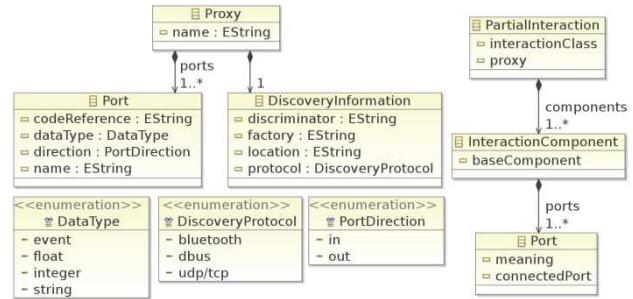 Proxy
name : EString
ports
1..*
1
Port
codeReference : EString
dataType : DataType
direction : PortDirection
name : EString
DiscoveryInformation
discriminator : EString
factory : EString
location : EString
protocol : DiscoveryProtocol
<<enumeration>>
DataType
- event
- float
- integer
- string
<<enumeration>>
DiscoveryProtocol
- bluetooth
- dbus
- udp/tcp
<<enumeration>>
PortDirection
- in
- out
PartialInteraction
interactionClass
proxy
components
1..*
InteractionComponent
baseComponent
ports
1..*
Port
meaning
connectedPort